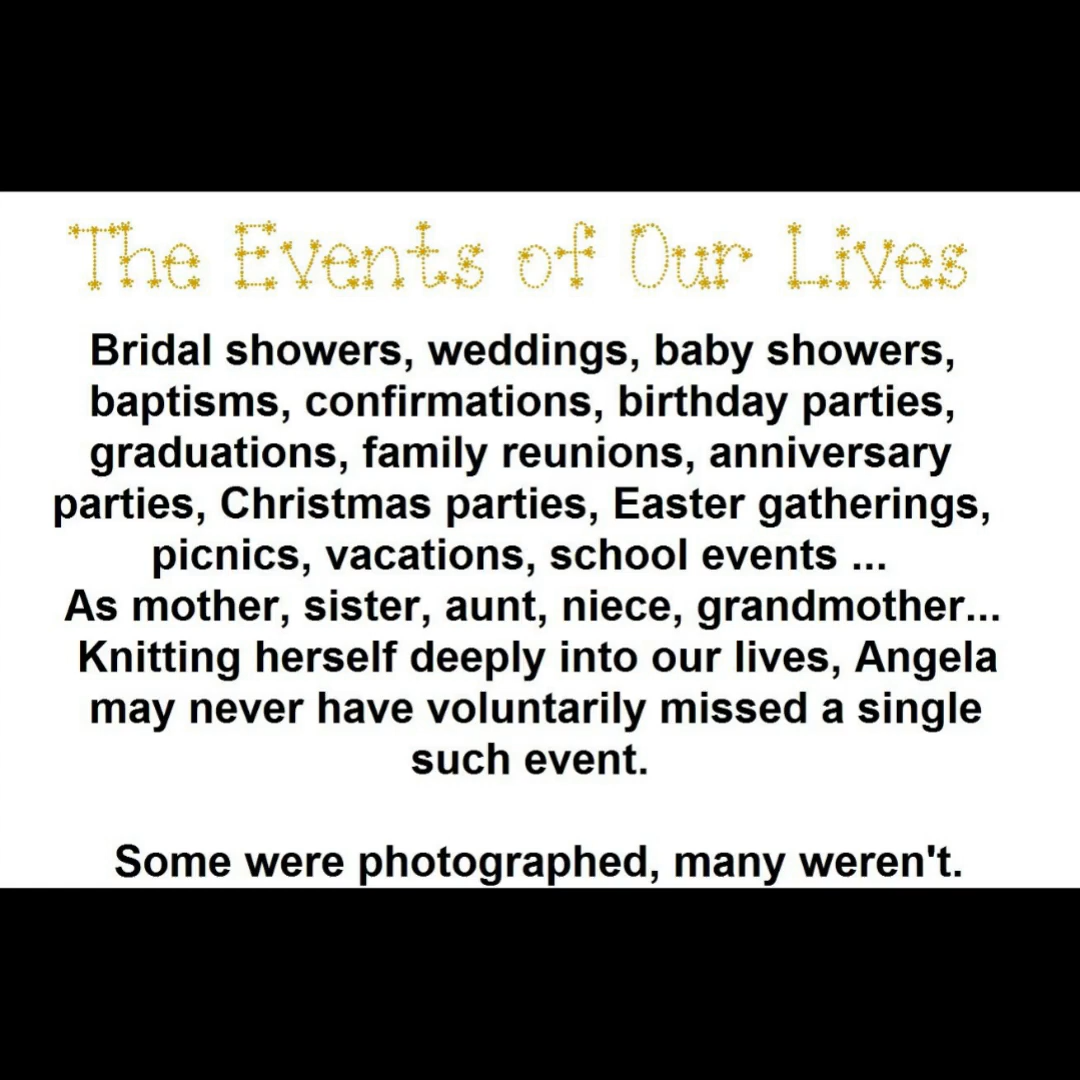 The Events of Our Lives
Bridal showers, weddings, baby showers,
baptisms, confirmations, birthday parties,
graduations, family reunions, anniversary
parties, Christmas parties, Easter gatherings,
picnics, vacations, school events ...
As mother, sister, aunt, niece, grandmother...
Knitting herself deeply into our lives, Angela
may never have voluntarily missed a single
such event.
Some were photographed, many weren't.